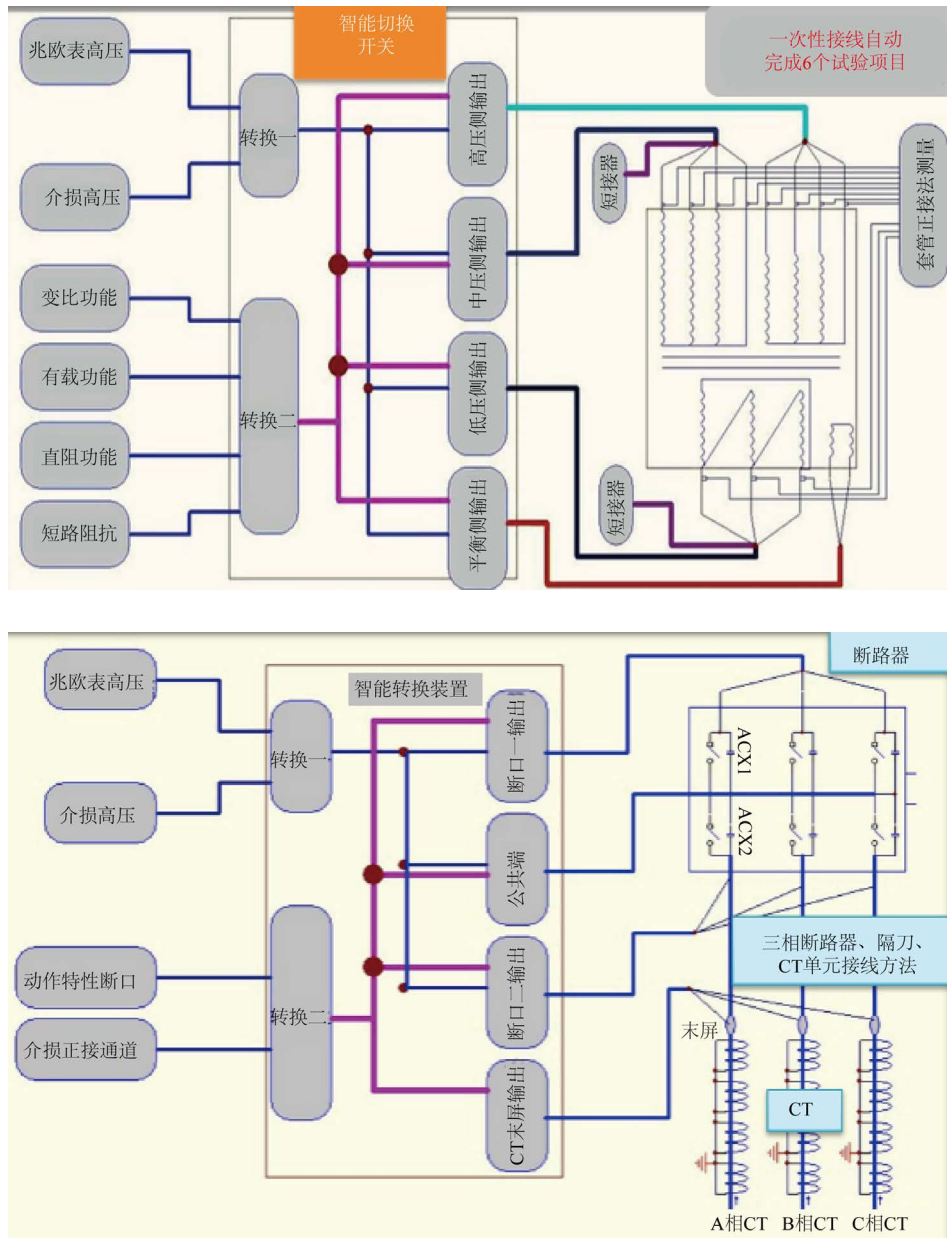 智能切换
开关
一次性接线自动
完成6个试验项目
兆欧表高压
介损高压
变比功能
有载功能
直阻功能
短路阻抗
转换一
转换二
高压侧输出
中压侧输出
低压侧输出
平衡侧输出
短接器
短接器
套管正接法测量
断路器
兆欧表高压
介损高压
动作特性断口
介损正接通道
智能转换装置
转换一
转换二
断口一输出
公共端
断口二输出
CT末屏输出
ACX1
ACX2
三相断路器、隔刀、
CT单元接线方法
末屏
CT
A相CT
B相CT
C相CT